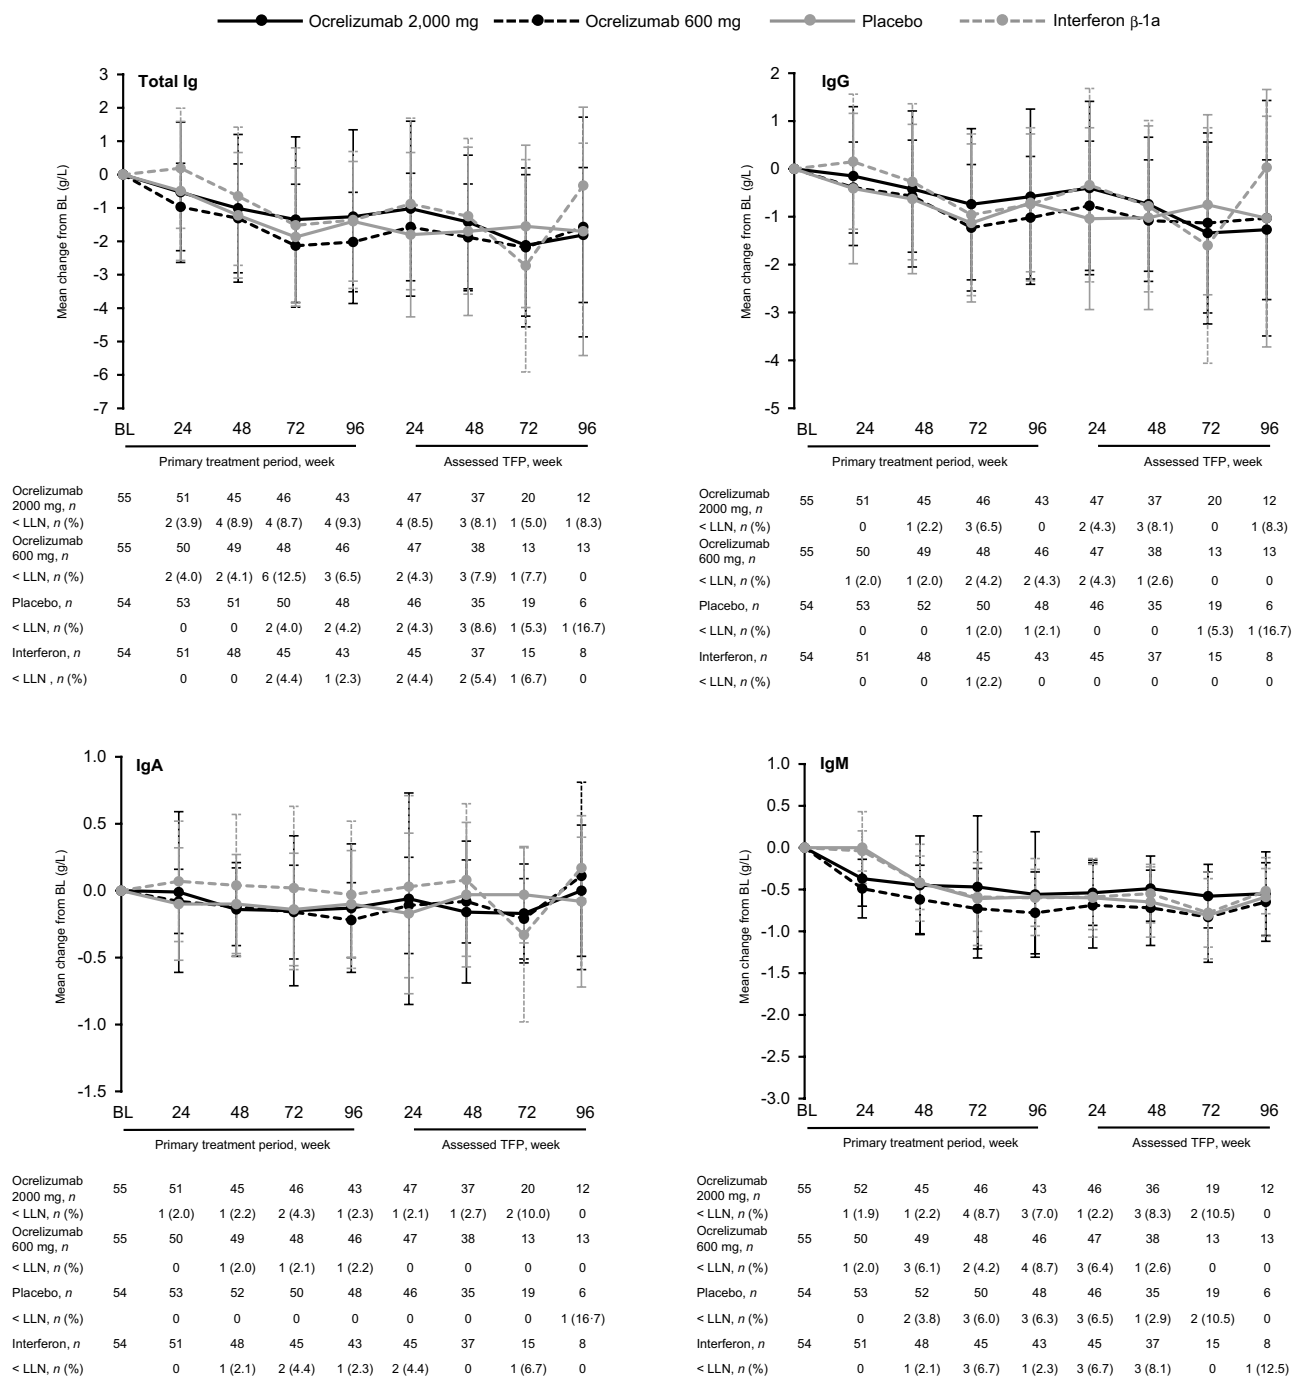 Ocrelizumab 2,000 mg Ocrelizumab 600 mg Placebo Interferon β-1a
Total Ig
Mean change from BL (g/L)
3
2
1
0
-1
-2
-3
-4
-5
-6
-7
BL 24 48 72 96 24 48 72 96
Primary treatment period, week Assessed TFP, week
Ocrelizumab
2000 mg, n 55 51 45 46 43 47 37 20 12
< LLN, n (%) 2 (3.9) 4 (8.9) 4 (8.7) 4 (9.3) 4 (8.5) 3 (8.1) 1 (5.0) 1 (8.3)
Ocrelizumab
600 mg, n 55 50 49 48 46 47 38 13 13
< LLN, n (%) 2 (4.0) 2 (4.1) 6 (12.5) 3 (6.5) 2 (4.3) 3 (7.9) 1 (7.7) 0
Placebo, n 54 53 51 50 48 46 35 19 6
< LLN, n (%) 0 0 2 (4.0) 2 (4.2) 2 (4.3) 3 (8.6) 1 (5.3) 1 (16.7)
Interferon, n 54 51 48 45 43 45 37 15 8
< LLN , n (%) 0 0 2 (4.4) 1 (2.3) 2 (4.4) 2 (5.4) 1 (6.7) 0
IgG
Mean change from BL (g/L)
2
1
0
-1
-2
-3
-4
-5
BL 24 48 72 96 24 48 72 96
Primary treatment period, week Assessed TFP, week
Ocrelizumab
2000 mg, n 55 51 45 46 43 47 37 20 12
< LLN, n (%) 0 1 (2.2) 3 (6.5) 0 2 (4.3) 3 (8.1) 0 1 (8.3)
Ocrelizumab
600 mg, n 55 50 49 48 46 47 38 13 13
< LLN, n (%) 1 (2.0) 1 (2.0) 2 (4.2) 2 (4.3) 2 (4.3) 1 (2.6) 0 0
Placebo, n 54 53 52 50 48 46 35 19 6
< LLN, n (%) 0 0 1 (2.0) 1 (2.1) 0 0 1 (5.3) 1 (16.7)
Interferon, n 54 51 48 45 43 45 37 15 8
< LLN, n (%) 0 0 1 (2.2) 0 0 0 0 0
IgA
Mean change from BL (g/L)
1.0
0.5
0.0
-0.5
-1.0
-1.5
BL 24 48 72 96 24 48 72 96
Primary treatment period, week Assessed TFP, week
Ocrelizumab
2000 mg, n 55 51 45 46 43 47 37 20 12
< LLN, n (%) 1 (2.0) 1 (2.2) 2 (4.3) 1 (2.3) 1 (2.1) 1 (2.7) 2 (10.0) 0
Ocrelizumab
600 mg, n 55 50 49 48 46 47 38 13 13
< LLN, n (%) 0 1 (2.0) 1 (2.1) 1 (2.2) 0 0 0 0
Placebo, n 54 53 52 50 48 46 35 19 6
< LLN, n (%) 0 0 0 0 0 0 0 1 (16·7)
Interferon, n 54 51 48 45 43 45 37 15 8
< LLN, n (%) 0 1 (2.1) 2 (4.4) 1 (2.3) 2 (4.4) 0 1 (6.7) 0
IgM
Mean change from BL (g/L)
1.0
0.5
0.0
-0.5
-1.0
-1.5
-2.0
-2.5
-3.0
BL 24 48 72 96 24 48 72 96
Primary treatment period, week Assessed TFP, week
Ocrelizumab
2000 mg, n 55 52 45 46 43 46 36 19 12
< LLN, n (%) 1 (1.9) 1 (2.2) 4 (8.7) 3 (7.0) 1 (2.2) 3 (8.3) 2 (10.5) 0
Ocrelizumab
600 mg, n 55 50 49 48 46 47 38 13 13
< LLN, n (%) 1 (2.0) 3 (6.1) 2 (4.2) 4 (8.7) 3 (6.4) 1 (2.6) 0 0
Placebo, n 54 53 52 50 48 46 35 19 6
< LLN, n (%) 0 2 (3.8) 3 (6.0) 3 (6.3) 3 (6.5) 1 (2.9) 2 (10.5) 0
Interferon, n 54 51 48 45 43 45 37 15 8
< LLN, n (%) 0 1 (2.1) 3 (6.7) 1 (2.3) 3 (6.7) 3 (8.1) 0 1 (12.5)